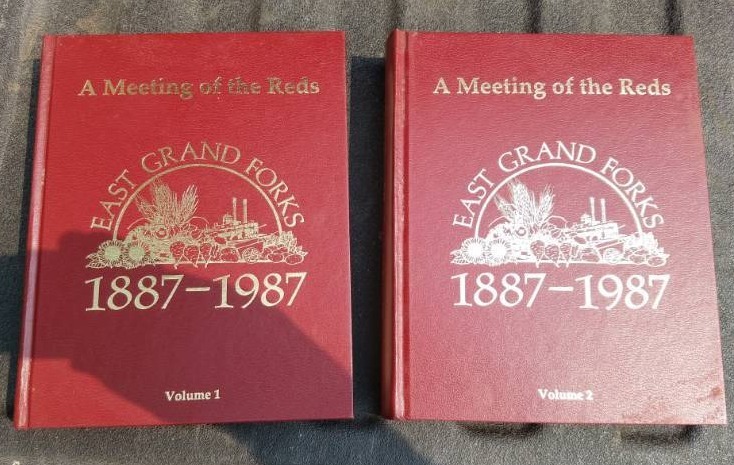 A Meeting of the Reds
EAST GRAND FORKS
1887-1987
Volume 1
A Meeting of the Reds
EAST GRAND FORKS
1887-1987
Volume 2